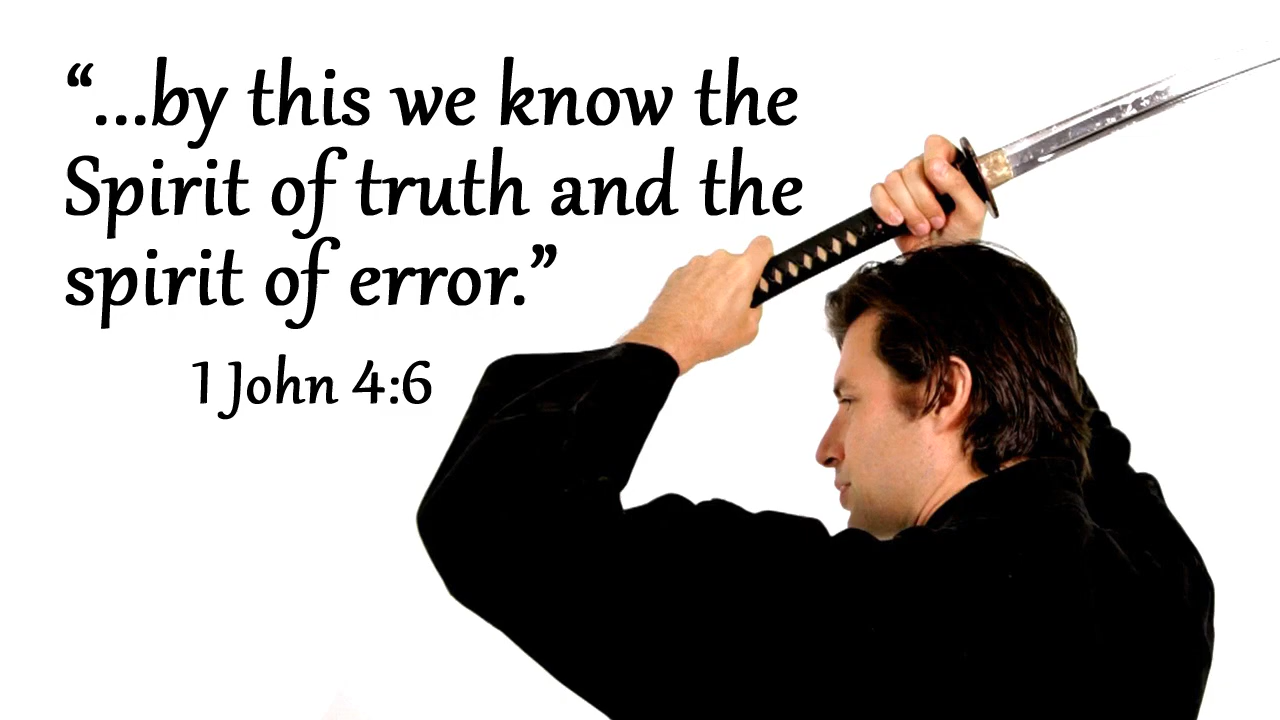 “...by this we know the
Spirit of truth and the
spirit of error.”
1 John 4:6